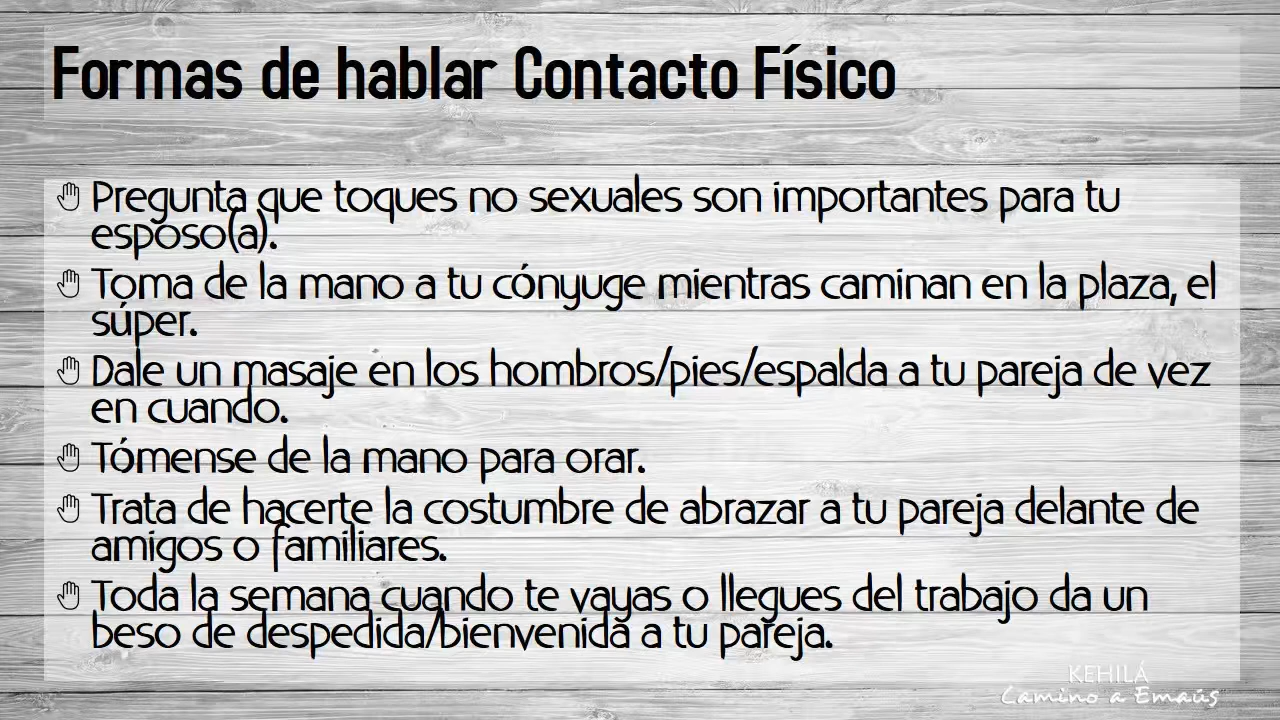 Formas de hablar Contacto Físico
Pregunta que toques no sexuales son importantes para tu
esposo(a).
Toma de la mano a tu cónyuge mientras caminan en la plaza, el
súper.
Dale un masaje en los hombros/pies/espalda a tu pareja de vez
en cuando.
Tómense de la mano para orar.
Trata de hacerte la costumbre de abrazar a tu pareja delante de
amigos o familiares.
Toda la semana cuando te vayas o llegues del trabajo da un
beso de despedida/bienvenida a tu pareja.
KEHILÁ
Camino a Emaús